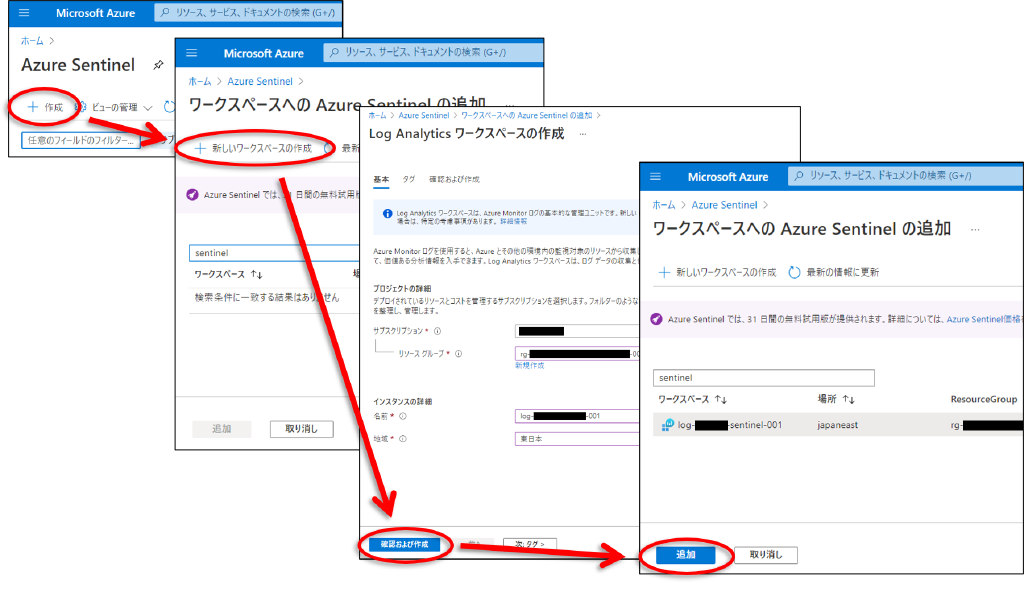 Microsoft Azure
リソース、サービス、ドキュメントの検索 (G+/)
ホーム >
Azure Sentinel
+ 作成
ビューの管理
任意のフィールドのフィルター...
Microsoft Azure
リソース、サービス、ドキュメントの検索 (G+/)
ホーム > Azure Sentinel >
ワークスペースへの Azure Sentinel の追加 ...
+ 新しいワークスペースの作成
最新
Azure Sentinel では、31 日間の無料試用版
sentinel
ワークスペース ↑↓
検索条件に一致する結果はありません
追加
取り消し
ホーム > Azure Sentinel > ワークスペースへの Azure Sentinel の追加 >
Log Analytics ワークスペースの作成 ...
基本 タグ 確認および作成
Log Analytics ワークスペースは、Azure Monitor ログの基本的な管理ユニットです。新しい
場合は、特定の考慮事項があります。 詳細情報
Azure Monitor ログを使用すると、Azure とその他の環境内の監視対象のリソースから収集
て、価値ある分析情報を入手できます。Log Analytics ワークスペースは、ログ データの収集と
プロジェクトの詳細
デプロイされているリソースとコストを管理するサブスクリプションを選択します。フォルダーのような
を整理し、管理します。
サブスクリプション *
リソース グループ *
rg-
-00
新規作成
インスタンスの詳細
名前 *
log-
-001
地域 *
東日本
確認および作成
次: タグ >
Microsoft Azure
リソース、サービス、ドキュメントの検索 (G+/)
ホーム > Azure Sentinel >
ワークスペースへの Azure Sentinel の追加 ...
+ 新しいワークスペースの作成 最新の情報に更新
Azure Sentinel では、31 日間の無料試用版が提供されます。詳細については、Azure Sentinel価格を
sentinel
ワークスペース ↑↓ 場所 ↑↓ ResourceGroup
log-
-sentinel-001 japaneast rg-
追加
取り消し